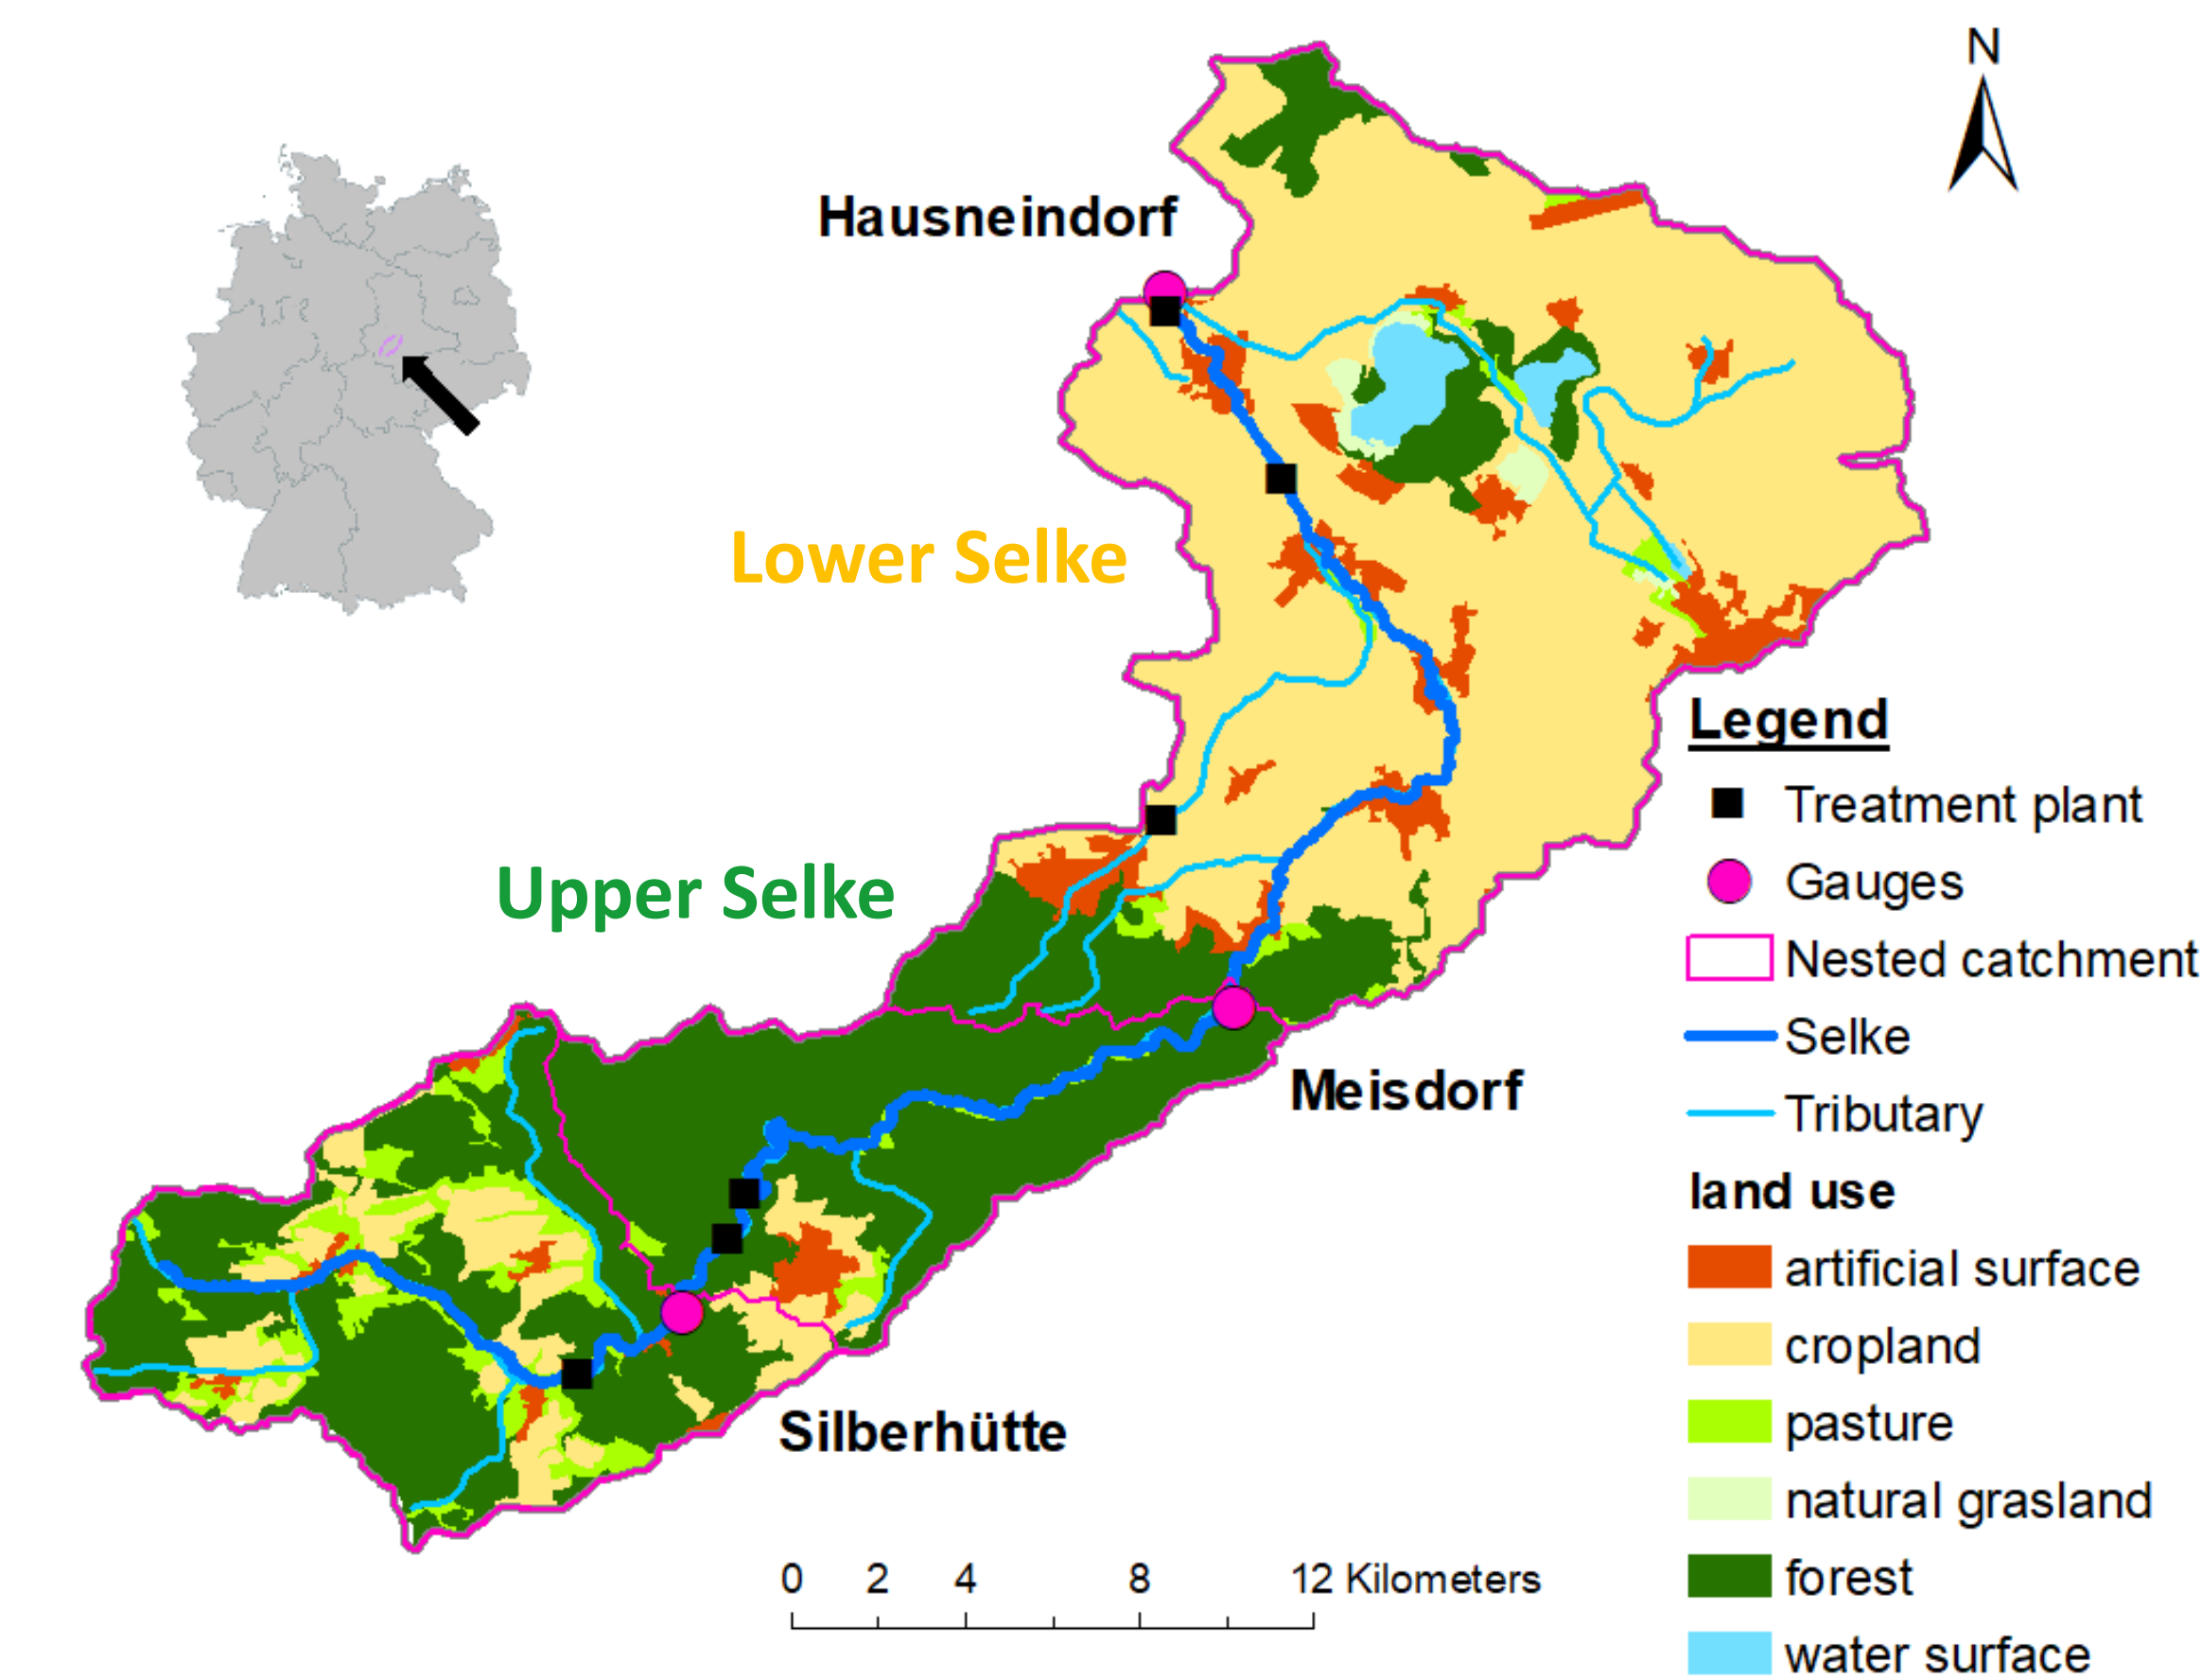 N
Hausneindorf
Lower Selke
Upper Selke
Meisdorf
Silberhütte
Legend
Treatment plant
Gauges
Nested catchment
Selke
Tributary
land use
artificial surface
cropland
pasture
natural grasland
forest
water surface
0 2 4 8 12 Kilometers